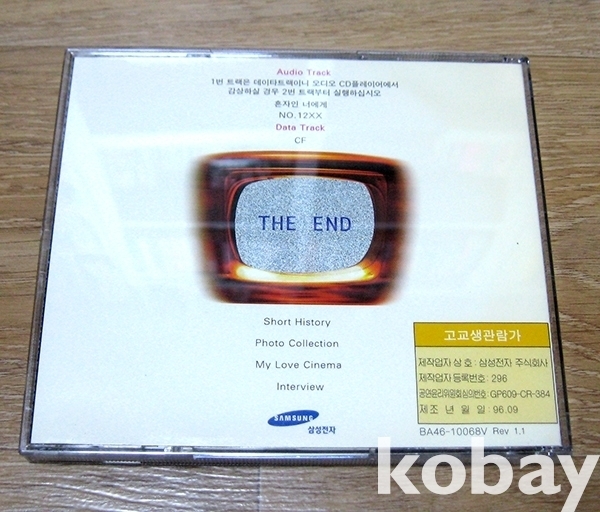 Audio Track
1번 트랙은 데이타트랙이니 오디오 CD플레이어에서
감상하실 경우 2번 트랙부터 실행하십시오
혼자인 너에게
NO.12XX
Data Track
CF
THE END
Short History
Photo Collection
My Love Cinema
Interview
SAMSUNG
삼성전자
고교생관람가
제작업자 상 호 : 삼성전자 주식회사
제작업자 등록번호 : 296
공연윤리위원회심의번호 : GP609-CR-384
제 조 년 월 일 : 96.09
BA46-10068V Rev 1.1
kobay